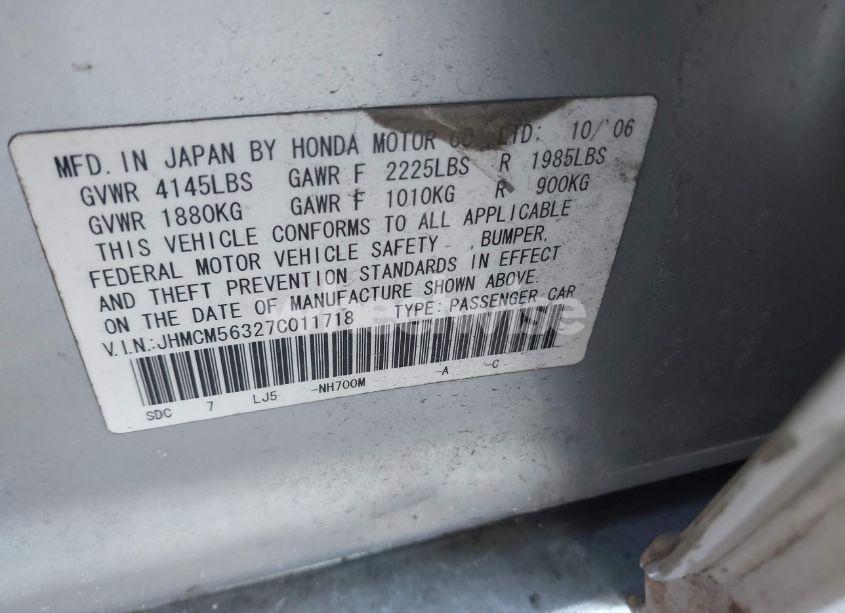 MFD. IN JAPAN BY HONDA MOTOR CO., LTD: 10/'06
GVWR 4145LBS GAWR F 2225LBS R 1985LBS
GVWR 1880KG GAWR F 1010KG R 900KG
THIS VEHICLE CONFORMS TO ALL APPLICABLE
FEDERAL MOTOR VEHICLE SAFETY , BUMPER,
AND THEFT PREVENTION STANDARDS IN EFFECT
ON THE DATE OF MANUFACTURE SHOWN ABOVE.
V.I.N.:JHMCM56327C011718 TYPE: PASSENGER CAR
SDC 7 LJ5 -NH700M -A -C